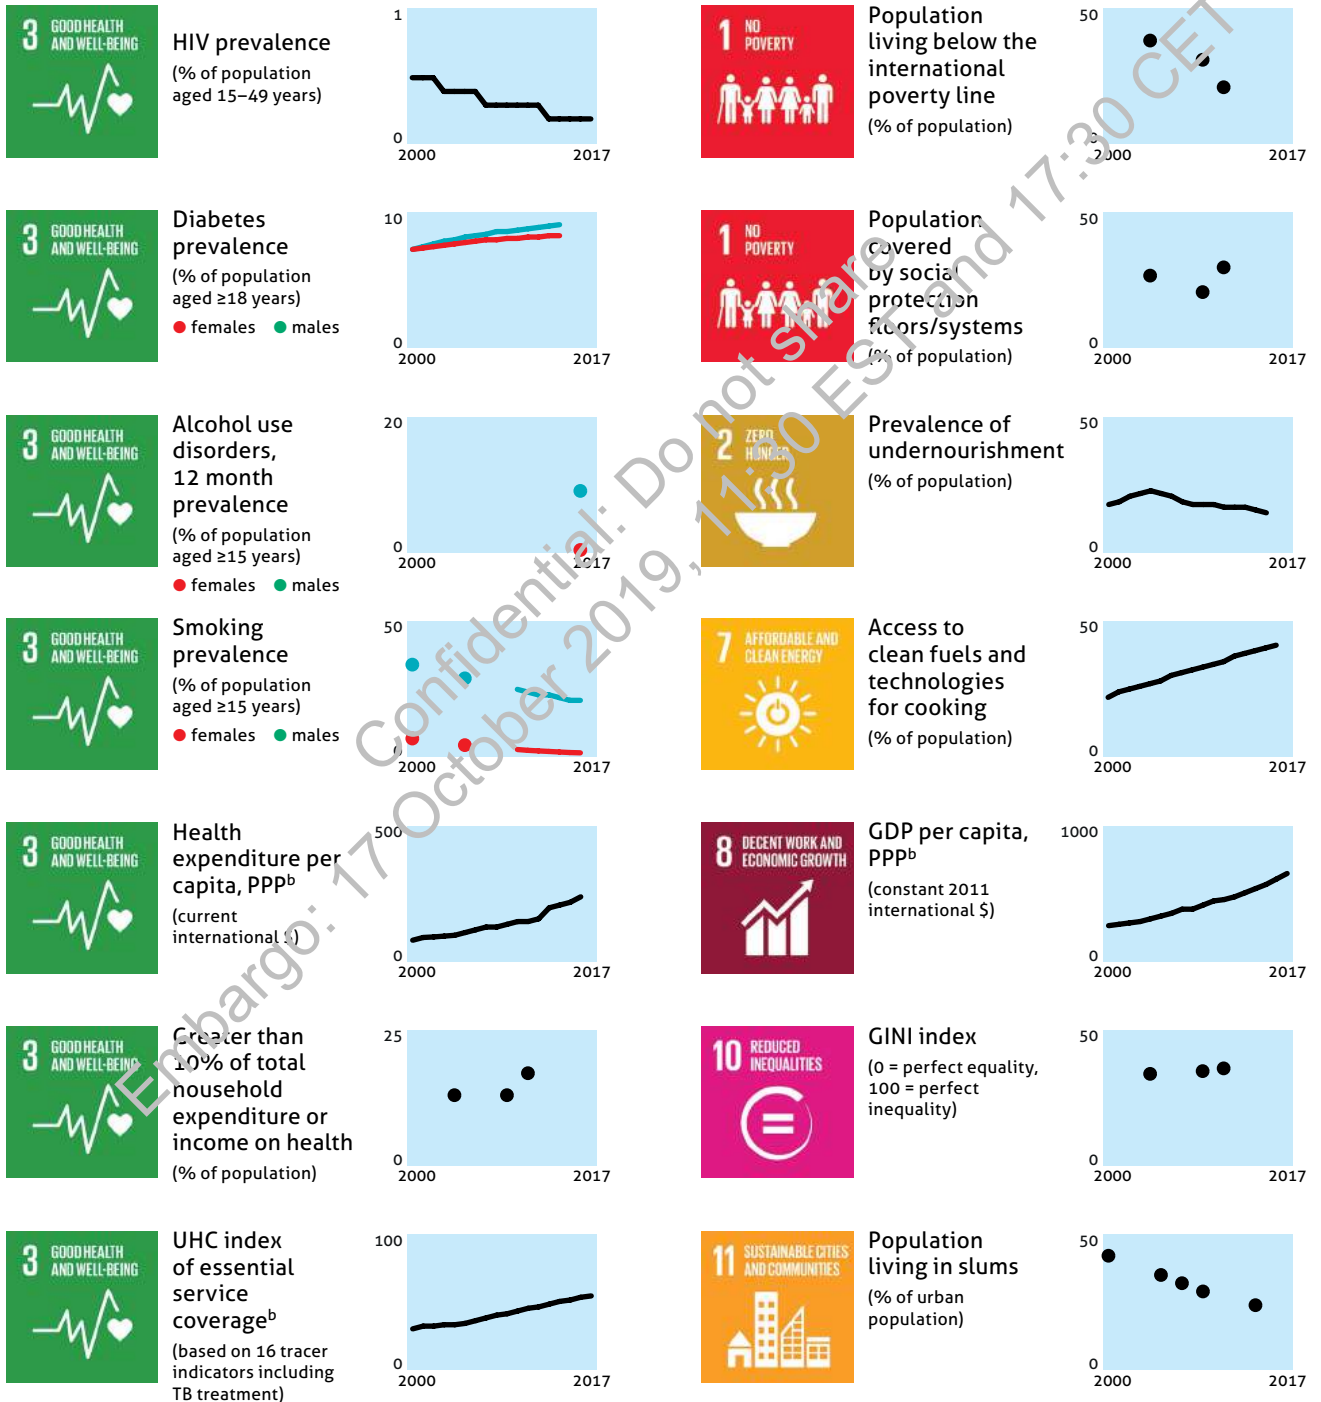 3 GOOD HEALTH
AND WELL-BEING
HIV prevalence
(% of population
aged 15–49 years)
1
0
2000 2017
3 GOOD HEALTH
AND WELL-BEING
Diabetes
prevalence
(% of population
aged ≥18 years)
females males
10
0
2000 2017
3 GOOD HEALTH
AND WELL-BEING
Alcohol use
disorders,
12 month
prevalence
(% of population
aged ≥15 years)
females males
20
0
2000 2017
3 GOOD HEALTH
AND WELL-BEING
Smoking
prevalence
(% of population
aged ≥15 years)
females males
50
0
2000 2017
3 GOOD HEALTH
AND WELL-BEING
Health
expenditure per
capita, PPPᵇ
(current
international $)
500
0
2000 2017
3 GOOD HEALTH
AND WELL-BEING
Greater than
10% of total
household
expenditure or
income on health
(% of population)
25
0
2000 2017
3 GOOD HEALTH
AND WELL-BEING
UHC index
of essential
service
coverageᵇ
(based on 16 tracer
indicators including
TB treatment)
100
0
2000 2017
1 NO
POVERTY
Population
living below the
international
poverty line
(% of population)
50
0
2000 2017
1 NO
POVERTY
Population
covered
by social
protection
floors/systems
(% of population)
50
0
2000 2017
2 ZERO
HUNGER
Prevalence of
undernourishment
(% of population)
50
0
2000 2017
7 AFFORDABLE AND
CLEAN ENERGY
Access to
clean fuels and
technologies
for cooking
(% of population)
50
0
2000 2017
8 DECENT WORK AND
ECONOMIC GROWTH
GDP per capita,
PPPᵇ
(constant 2011
international $)
1000
0
2000 2017
10 REDUCED
INEQUALITIES
GINI index
(0 = perfect equality,
100 = perfect
inequality)
50
0
2000 2017
11 SUSTAINABLE CITIES
AND COMMUNITIES
Population
living in slums
(% of urban
population)
50
0
2000 2017
Confidential: Do not share
Embargo: 17 October 2019, 11:30 EST and 17:30 CET